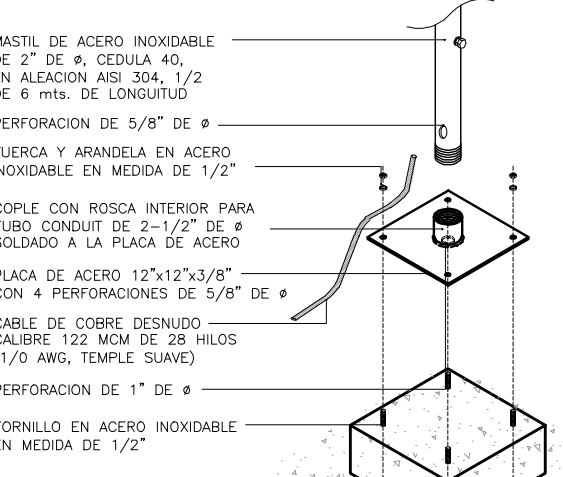 MASTIL DE ACERO INOXIDABLE
DE 2" DE Ø, CEDULA 40,
EN ALEACION AISI 304, 1/2
DE 6 mts. DE LONGUITUD
PERFORACION DE 5/8" DE Ø
TUERCA Y ARANDELA EN ACERO
INOXIDABLE EN MEDIDA DE 1/2"
COPLE CON ROSCA INTERIOR PARA
TUBO CONDUIT DE 2-1/2" DE Ø
SOLDADO A LA PLACA DE ACERO
PLACA DE ACERO 12"x12"x3/8"
CON 4 PERFORACIONES DE 5/8" DE Ø
CABLE DE COBRE DESNUDO
CALIBRE 122 MCM DE 28 HILOS
(1/0 AWG, TEMPLE SUAVE)
PERFORACION DE 1" DE Ø
TORNILLO EN ACERO INOXIDABLE
EN MEDIDA DE 1/2"